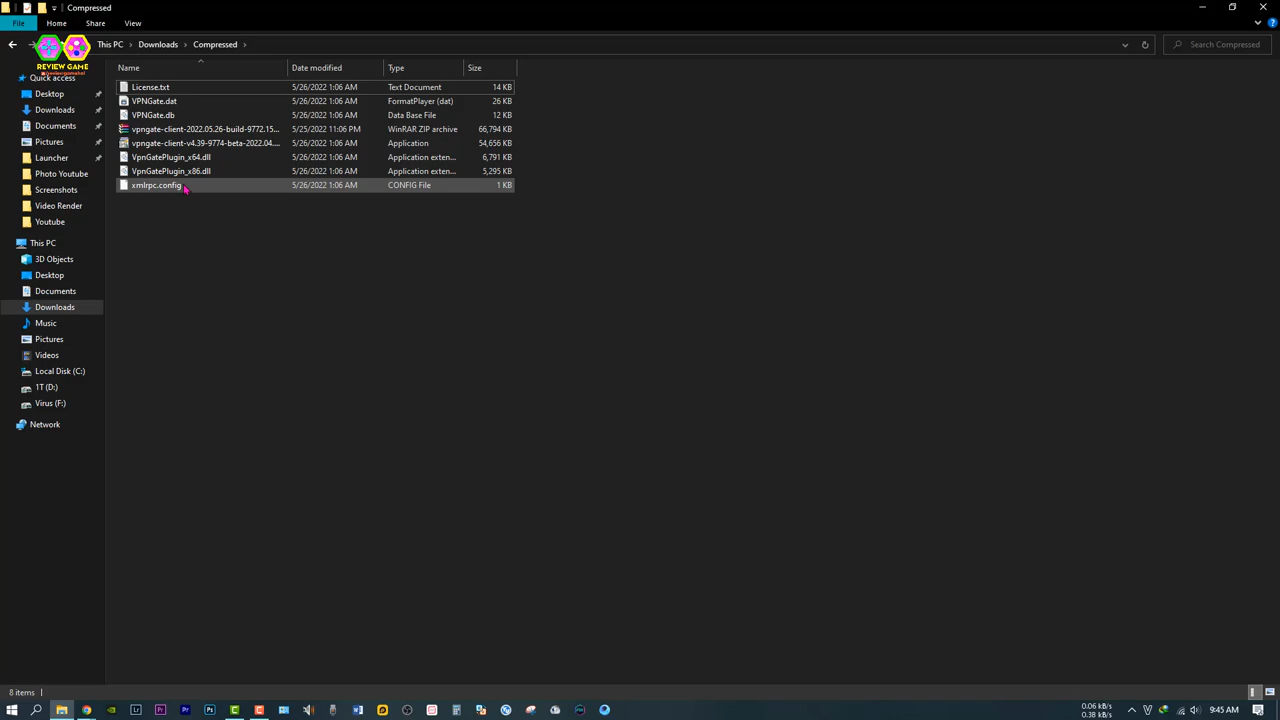 Compressed
File Home Share View
This PC Downloads Compressed
Search Compressed
REVIEW GAME
Name Date modified Type Size
License.txt 5/26/2022 1:06 AM Text Document 14 KB
VPNGate.dat 5/26/2022 1:06 AM FormatPlayer (dat) 26 KB
VPNGate.db 5/26/2022 1:06 AM Data Base File 12 KB
vpngate-client-2022.05.26-build-9772.15... 5/25/2022 11:06 PM WinRAR ZIP archive 66,794 KB
vpngate-client-v4.39-9774-beta-2022.04.... 5/26/2022 1:06 AM Application 54,656 KB
VpnGatePlugin_x64.dll 5/26/2022 1:06 AM Application exten... 6,791 KB
VpnGatePlugin_x86.dll 5/26/2022 1:06 AM Application exten... 5,295 KB
xmlrpc.config 5/26/2022 1:06 AM CONFIG File 1 KB
Quick access
Desktop
Downloads
Documents
Pictures
Launcher
Photo Youtube
Screenshots
Video Render
Youtube
This PC
3D Objects
Desktop
Documents
Downloads
Music
Pictures
Videos
Local Disk (C:)
1T (D:)
Virus (F:)
Network
8 items
0.06 kB/s
0.38 kB/s
9:45 AM